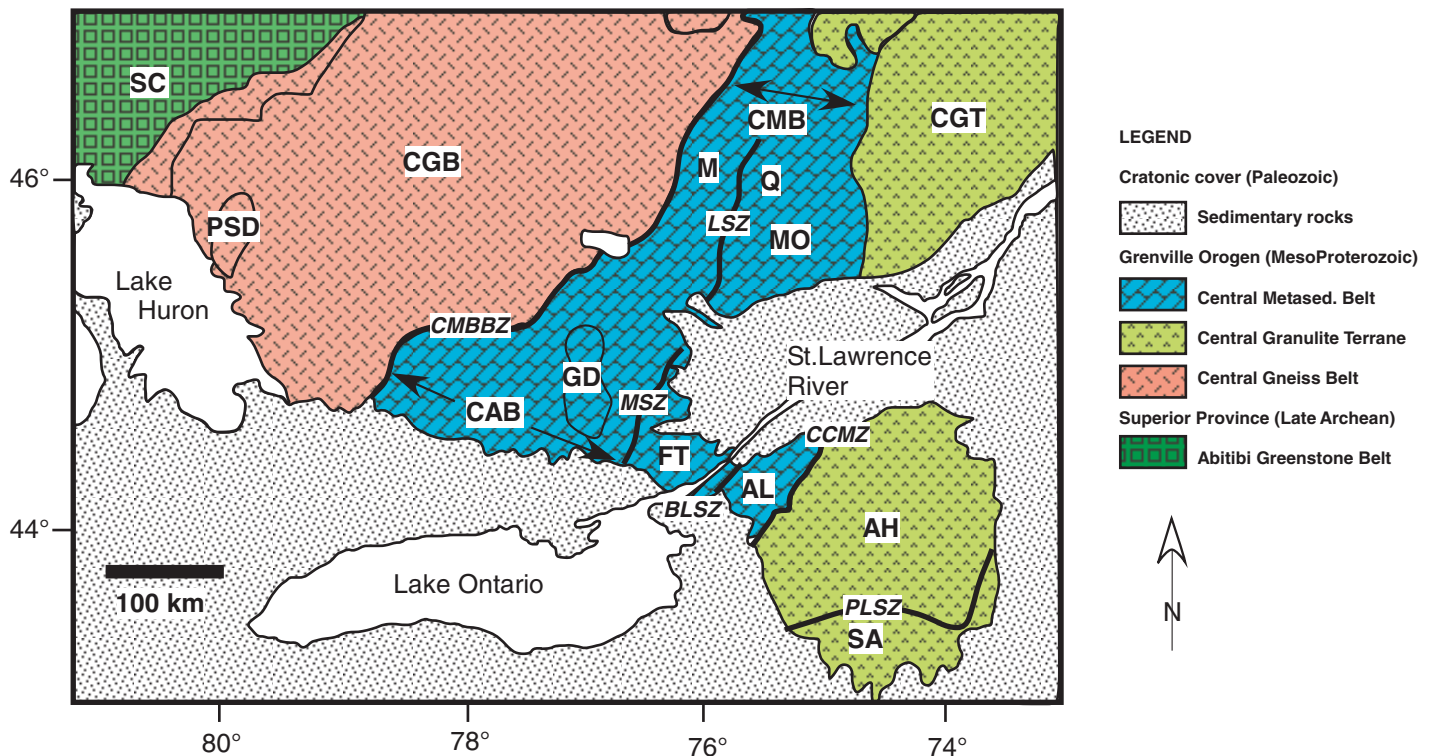 SC
CMB
CGT
CGB
M
Q
46°
PSD
LSZ
MO
Lake
Huron
CMBBZ
St.Lawrence
River
GD
CAB
MSZ
CCMZ
FT
AL
BLSZ
44°
AH
100 km
Lake Ontario
PLSZ
SA
80°
78°
76°
74°
LEGEND
Cratonic cover (Paleozoic)
Sedimentary rocks
Grenville Orogen (MesoProterozoic)
Central Metased. Belt
Central Granulite Terrane
Central Gneiss Belt
Superior Province (Late Archean)
Abitibi Greenstone Belt
N